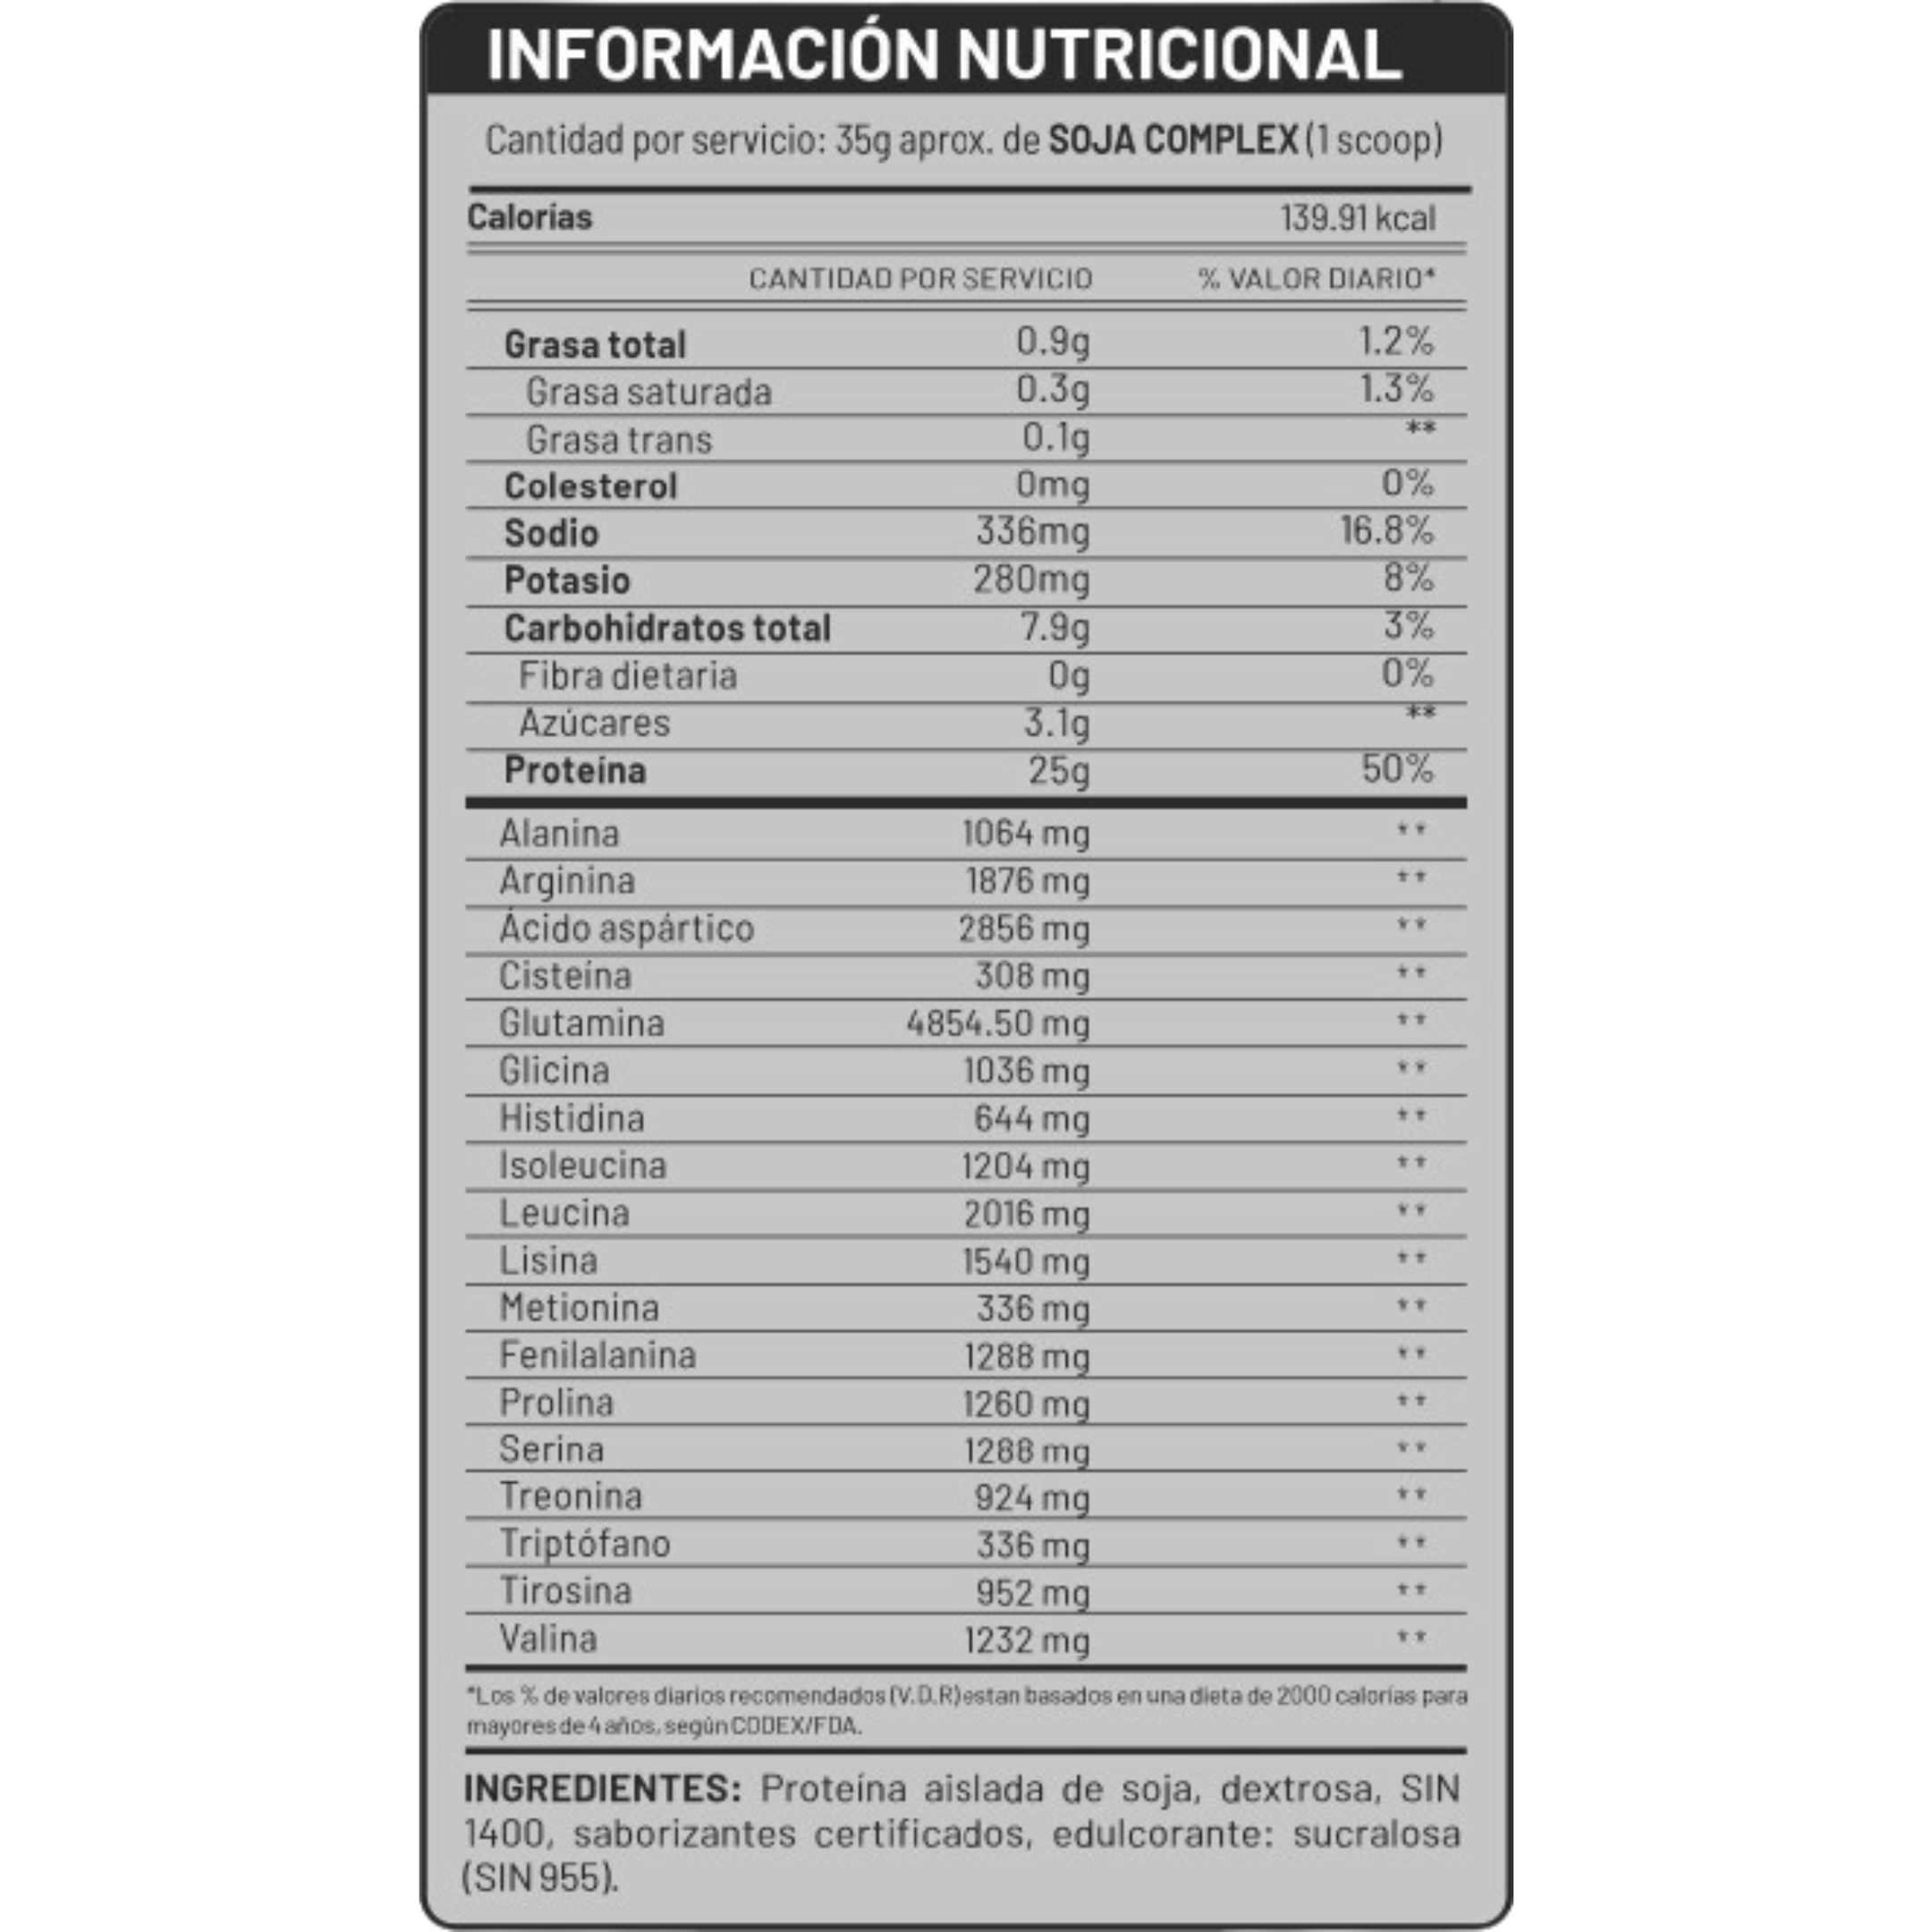 INFORMACIÓN NUTRICIONAL
Cantidad por servicio: 35g aprox. de SOJA COMPLEX (1 scoop)
Calorías 139.91 kcal
CANTIDAD POR SERVICIO % VALOR DIARIO*
Grasa total 0.9g 1.2%
Grasa saturada 0.3g 1.3%
Grasa trans 0.1g **
Colesterol 0mg 0%
Sodio 336mg 16.8%
Potasio 280mg 8%
Carbohidratos total 7.9g 3%
Fibra dietaria 0g 0%
Azúcares 3.1g **
Proteína 25g 50%
Alanina 1064 mg **
Arginina 1876 mg **
Ácido aspártico 2856 mg **
Cisteína 308 mg **
Glutamina 4854.50 mg **
Glicina 1036 mg **
Histidina 644 mg **
Isoleucina 1204 mg **
Leucina 2016 mg **
Lisina 1540 mg **
Metionina 336 mg **
Fenilalanina 1288 mg **
Prolina 1260 mg **
Serina 1288 mg **
Treonina 924 mg **
Triptófano 336 mg **
Tirosina 952 mg **
Valina 1232 mg **
*Los % de valores diarios recomendados (V.D.R) estan basados en una dieta de 2000 calorías para
mayores de 4 años, según CODEX/FDA.
INGREDIENTES: Proteína aislada de soja, dextrosa, SIN
1400, saborizantes certificados, edulcorante: sucralosa
(SIN 955).